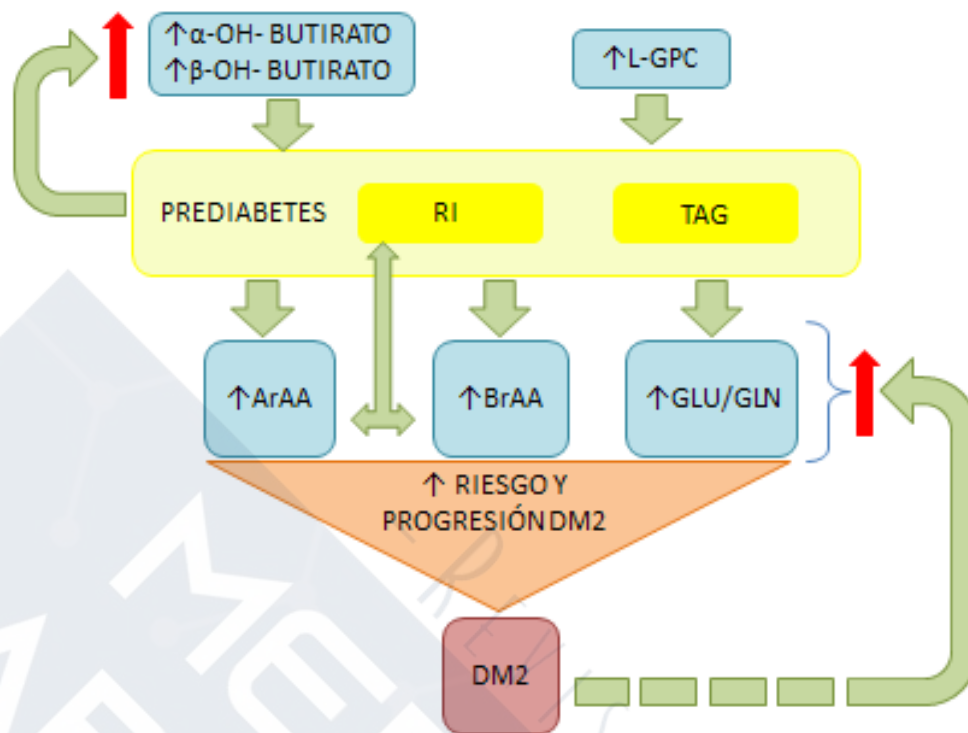 ↑α-OH- BUTIRATO
↑β-OH- BUTIRATO
↑L-GPC
PREDIABETES
RI
TAG
↑ArAA
↑BrAA
↑GLU/GLN
↑ RIESGO Y
PROGRESIÓN DM2
DM2